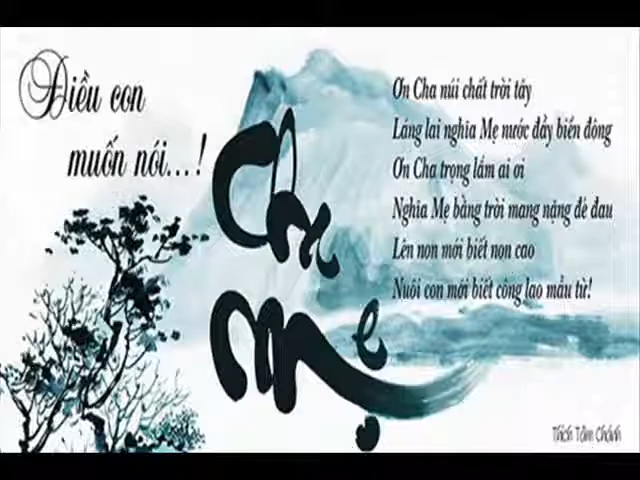 Điều con
muốn nói...!
Cha
Mẹ
Ơn Cha núi chất trời tây
Láng lai nghĩa Mẹ nước đầy biển đông
Ơn Cha trọng lắm ai ơi
Nghĩa Mẹ bằng trời mang nặng đẻ đau
Lên non mới biết non cao
Nuôi con mới biết công lao mẫu từ!
Thích Tâm Chánh